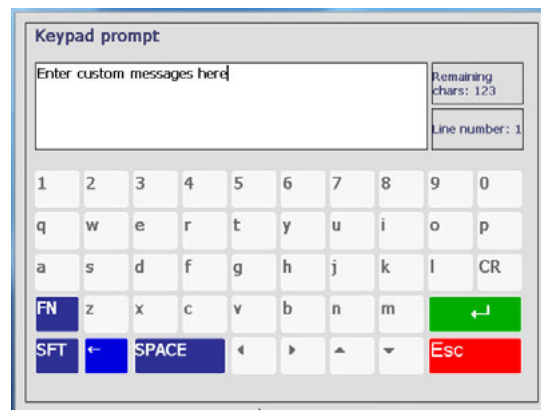 Keypad prompt
Enter custom messages here
Remaining
chars: 123
Line number: 1
1 2 3 4 5 6 7 8 9 0
q w e r t y u i o p
a s d f g h j k l CR
FN z x c v b n m
SFT ← SPACE Esc